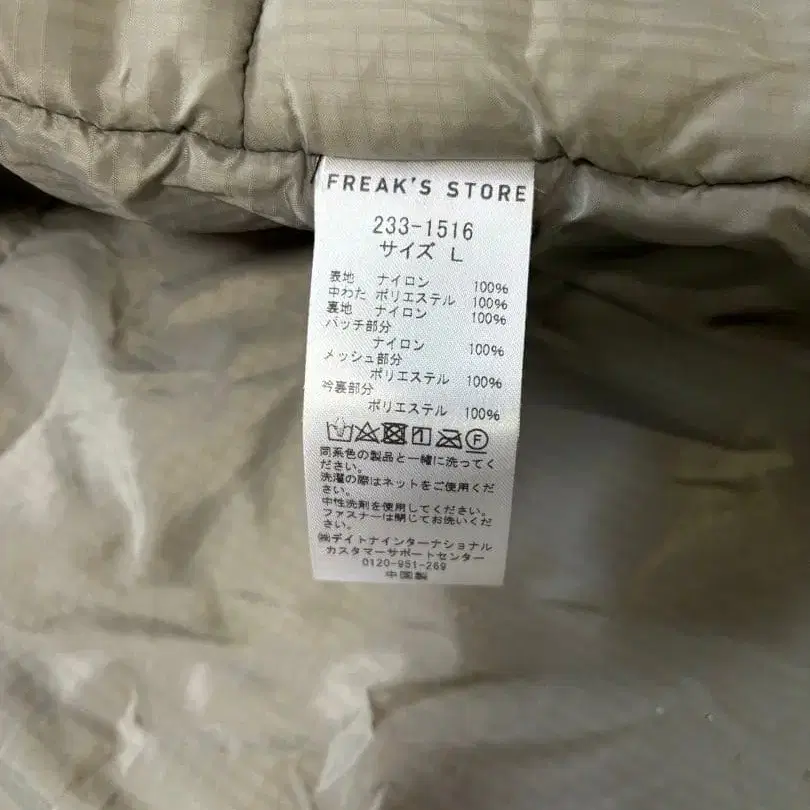 FREAK'S STORE
233-1516
サイズ L
表地 ナイロン 100%
中わた ポリエステル 100%
裏地 ナイロン 100%
パッチ部分
ナイロン 100%
メッシュ部分
ポリエステル 100%
衿裏部分
ポリエステル 100%
F
同系色の製品と一緒に洗ってく
ださい。
洗濯の際はネットをご使用くだ
さい。
中性洗剤を使用してください。
ファスナーは閉じてお洗いくだ
さい。
㈱デイトナインターナショナル
カスタマーサポートセンター
0120-951-269
中国製